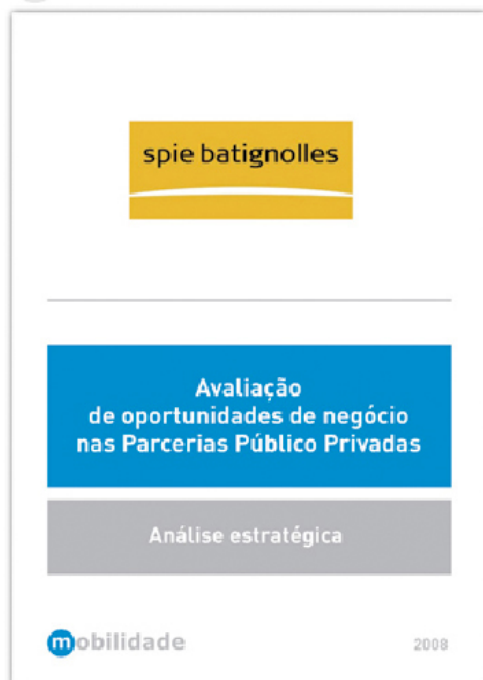 spie batignolles
Avaliação
de oportunidades de negócio
nas Parcerias Público Privadas
Análise estratégica
mobilidade
2008